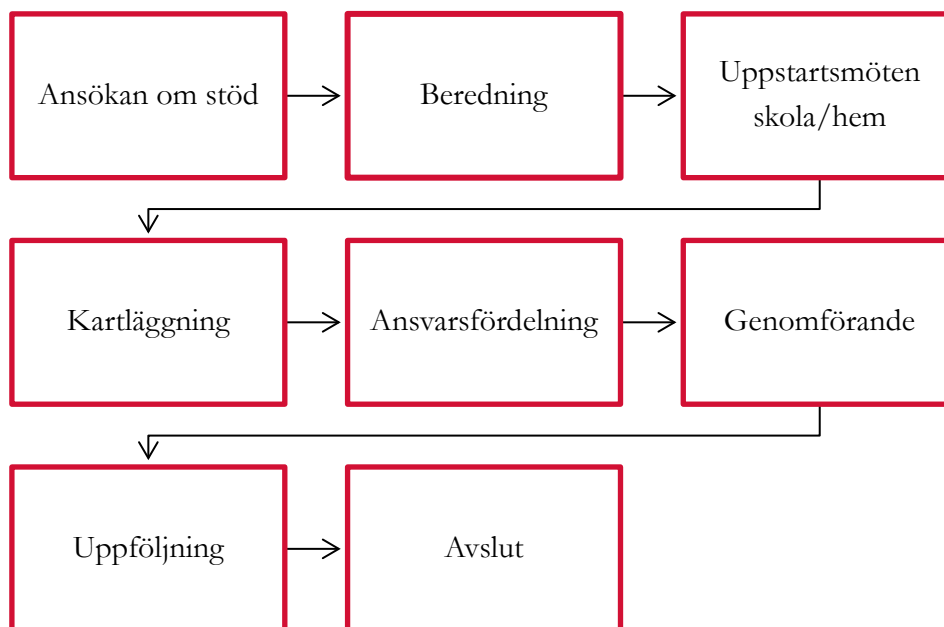 Ansökan om stöd
Beredning
Uppstartsmöten
skola/hem
Kartläggning
Ansvarsfördelning
Genomförande
Uppföljning
Avslut